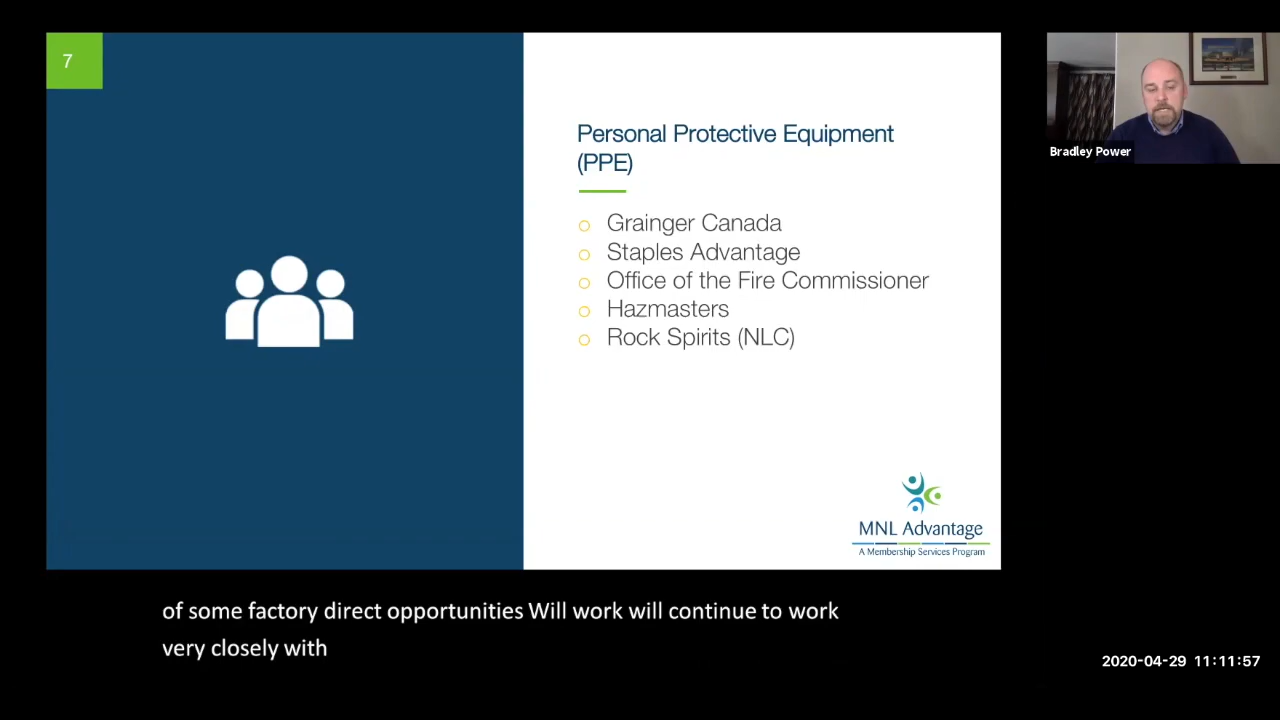 7
Personal Protective Equipment
(PPE)
Grainger Canada
Staples Advantage
Office of the Fire Commissioner
Hazmasters
Rock Spirits (NLC)
MNL Advantage
A Membership Services Program
Bradley Power
of some factory direct opportunities Will work will continue to work
very closely with
2020-04-29 11:11:57